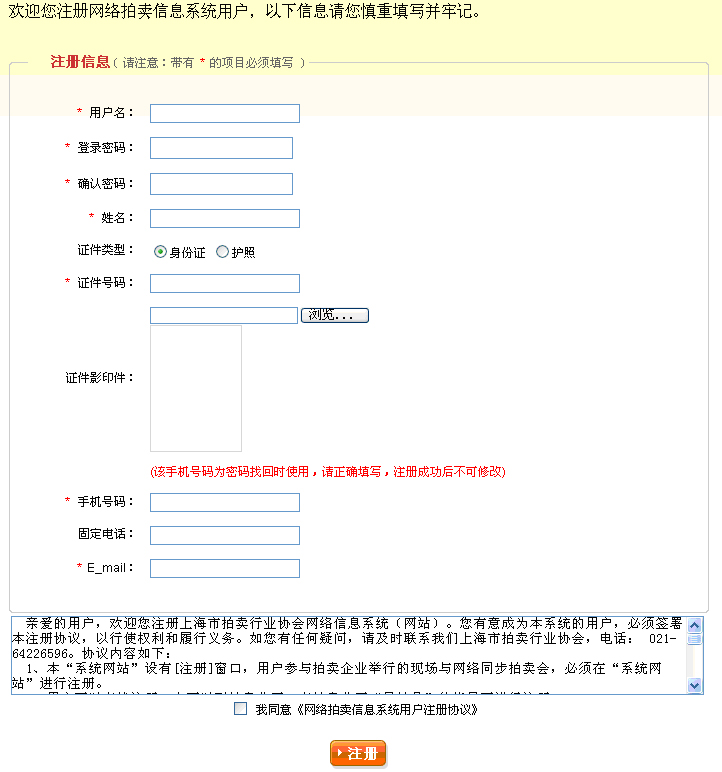 欢迎您注册网络拍卖信息系统用户，以下信息请您慎重填写并牢记。
注册信息（ 请注意：带有 * 的项目必须填写 ）
* 用户名：
* 登录密码：
* 确认密码：
* 姓名：
证件类型： 身份证 护照
* 证件号码：
浏览...
证件影印件：
(该手机号码为密码找回时使用，请正确填写，注册成功后不可修改)
* 手机号码：
固定电话：
* E_mail：
亲爱的用户，欢迎您注册上海市拍卖行业协会网络信息系统（网站）。您有意成为本系统的用户，必须签署
本注册协议，以行使权利和履行义务。如您有任何疑问，请及时联系我们上海市拍卖行业协会，电话： 021-
64226596。协议内容如下：
1、本“系统网站”设有[注册]窗口，用户参与拍卖企业举行的现场与网络同步拍卖会，必须在“系统网
站”进行注册。
我同意《网络拍卖信息系统用户注册协议》
注册